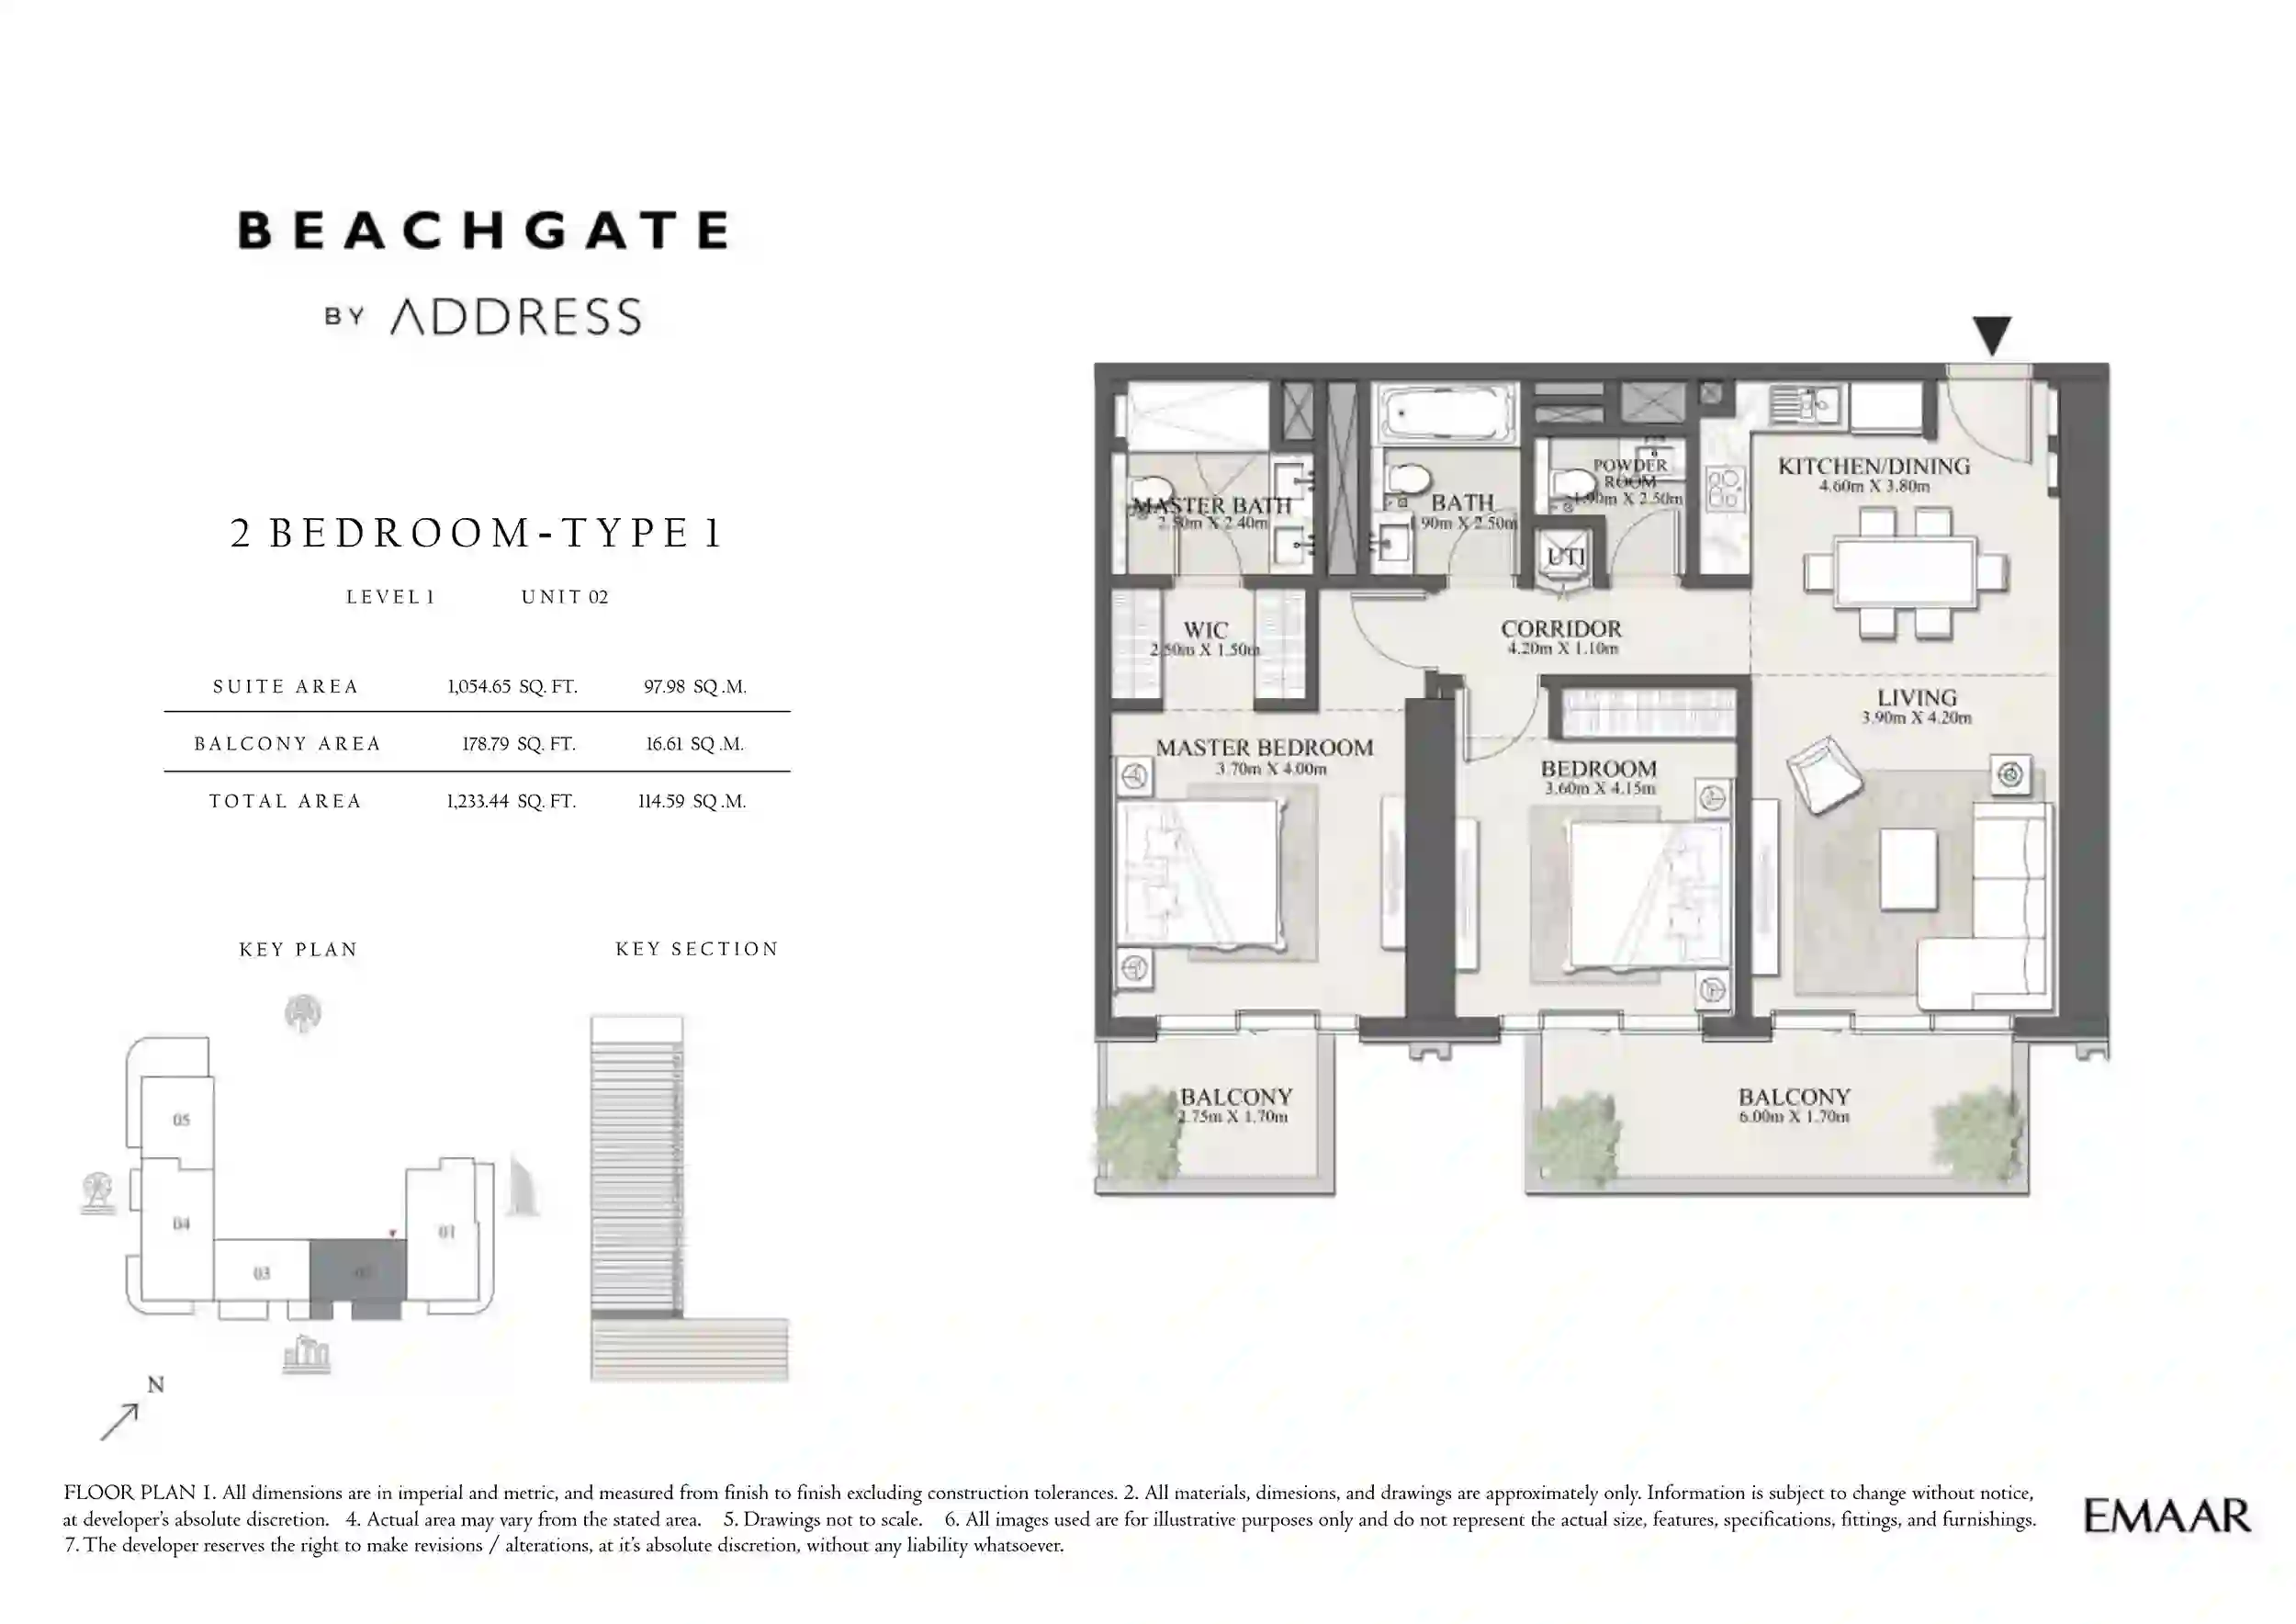 BEACHGATE
BY ADDRESS
2 BEDROOM-TYPE 1
LEVEL 1 UNIT 02
SUITE AREA 1,054.65 SQ. FT. 97.98 SQ.M.
BALCONY AREA 178.79 SQ. FT. 16.61 SQ.M.
TOTAL AREA 1,233.44 SQ. FT. 114.59 SQ.M.
KEY PLAN KEY SECTION
05
04
03
01
N
KITCHEN/DINING
4.60m X 3.80m
POWDER
ROOM
X 2.50m
MASTER BATH
X 2.40m
BATH
X 2.50m
UTI
WIC
2.50m X 1.50m
CORRIDOR
4.20m X 1.10m
LIVING
3.90m X 4.20m
MASTER BEDROOM
3.70m X 4.00m
BEDROOM
3.60m X 4.15m
BALCONY
2.75m X 1.70m
BALCONY
6.00m X 1.70m
FLOOR PLAN 1. All dimensions are in imperial and metric, and measured from finish to finish excluding construction tolerances. 2. All materials, dimesions, and drawings are approximately only. Information is subject to change without notice,
at developer's absolute discretion. 4. Actual area may vary from the stated area. 5. Drawings not to scale. 6. All images used are for illustrative purposes only and do not represent the actual size, features, specifications, fittings, and furnishings.
7. The developer reserves the right to make revisions / alterations, at it's absolute discretion, without any liability whatsoever.
EMAAR